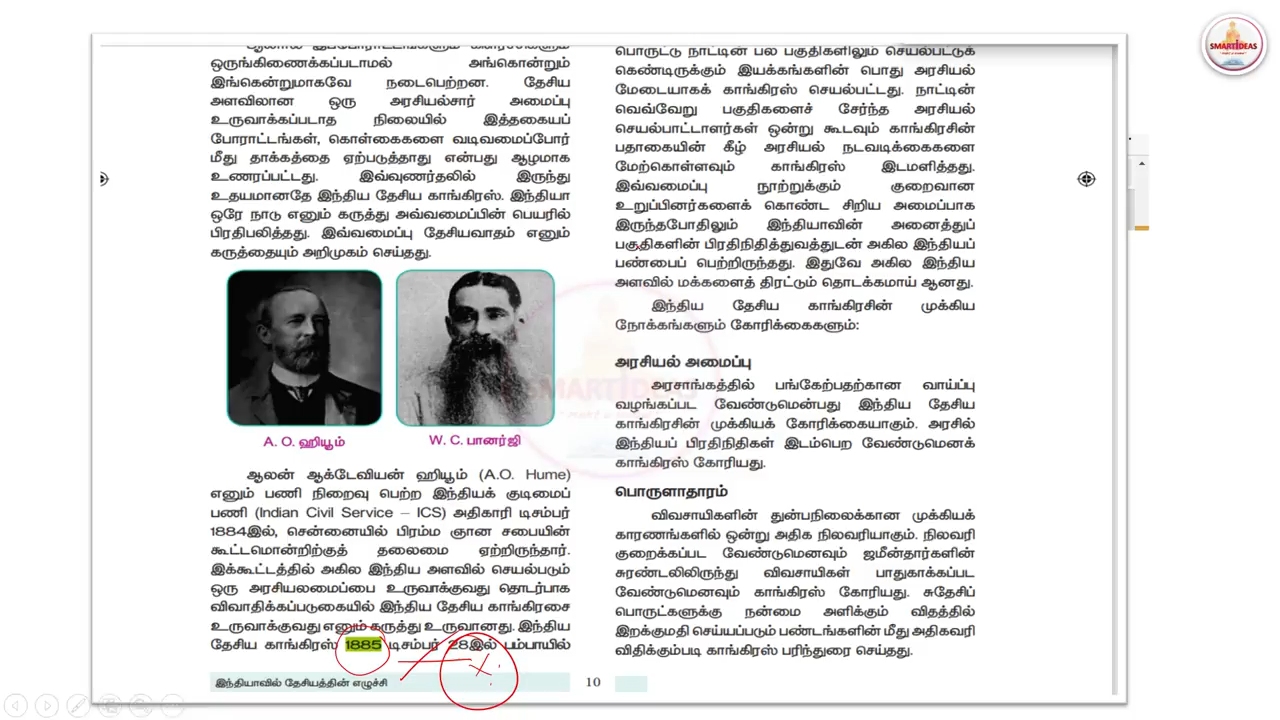 ஒருங்கிணைக்கப்படாமல் அங்கொன்றும்
இங்கென்றுமாகவே நடைபெற்றன. தேசிய
அளவிலான ஒரு அரசியல்சார் அமைப்பு
உருவாக்கப்படாத நிலையில் இத்தகையப்
போராட்டங்கள், கொள்கைகளை வடிவமைப்போர்
மீது தாக்கத்தை ஏற்படுத்தாது என்பது ஆழமாக
உணரப்பட்டது. இவ்வுணர்தலில் இருந்து
உதயமானதே இந்திய தேசிய காங்கிரஸ். இந்தியா
ஒரே நாடு எனும் கருத்து அவ்வமைப்பின் பெயரில்
பிரதிபலித்தது. இவ்வமைப்பு தேசியவாதம் எனும்
கருத்தையும் அறிமுகம் செய்தது.
A. O. ஹியூம்
W. C. பானர்ஜி
ஆலன் ஆக்டேவியன் ஹியூம் (A.O. Hume)
எனும் பணி நிறைவு பெற்ற இந்தியக் குடிமைப்
பணி (Indian Civil Service – ICS) அதிகாரி டிசம்பர்
1884இல், சென்னையில் பிரம்ம ஞான சபையின்
கூட்டமொன்றிற்குத் தலைமை ஏற்றிருந்தார்.
இக்கூட்டத்தில் அகில இந்திய அளவில் செயல்படும்
ஒரு அரசியலமைப்பை உருவாக்குவது தொடர்பாக
விவாதிக்கப்படுகையில் இந்திய தேசிய காங்கிரசை
உருவாக்குவது எனும் கருத்து உருவானது. இந்திய
தேசிய காங்கிரஸ் 1885 டிசம்பர் 28இல் பம்பாயில்
பொருட்டு நாட்டின் பல பகுதிகளிலும் செயல்பட்டுக்
கெண்டிருக்கும் இயக்கங்களின் பொது அரசியல்
மேடையாகக் காங்கிரஸ் செயல்பட்டது. நாட்டின்
வெவ்வேறு பகுதிகளைச் சேர்ந்த அரசியல்
செயல்பாட்டாளர்கள் ஒன்று கூடவும் காங்கிரசின்
பதாகையின் கீழ் அரசியல் நடவடிக்கைகளை
மேற்கொள்ளவும் காங்கிரஸ் இடமளித்தது.
இவ்வமைப்பு நூற்றுக்கும் குறைவான
உறுப்பினர்களைக் கொண்ட சிறிய அமைப்பாக
இருந்தபோதிலும் இந்தியாவின் அனைத்துப்
பகுதிகளின் பிரதிநிதித்துவத்துடன் அகில இந்தியப்
பண்பைப் பெற்றிருந்தது. இதுவே அகில இந்திய
அளவில் மக்களைத் திரட்டும் தொடக்கமாய் ஆனது.
இந்திய தேசிய காங்கிரசின் முக்கிய
நோக்கங்களும் கோரிக்கைகளும்:
அரசியல் அமைப்பு
அரசாங்கத்தில் பங்கேற்பதற்கான வாய்ப்பு
வழங்கப்பட வேண்டுமென்பது இந்திய தேசிய
காங்கிரசின் முக்கியக் கோரிக்கையாகும். அரசில்
இந்தியப் பிரதிநிதிகள் இடம்பெற வேண்டுமெனக்
காங்கிரஸ் கோரியது.
பொருளாதாரம்
விவசாயிகளின் துன்பநிலைக்கான முக்கியக்
காரணங்களில் ஒன்று அதிக நிலவரியாகும். நிலவரி
குறைக்கப்பட வேண்டுமெனவும் ஜமீன்தார்களின்
சுரண்டலிலிருந்து விவசாயிகள் பாதுகாக்கப்பட
வேண்டுமெனவும் காங்கிரஸ் கோரியது. சுதேசிப்
பொருட்களுக்கு நன்மை அளிக்கும் விதத்தில்
இறக்குமதி செய்யப்படும் பண்டங்களின் மீது அதிகவரி
விதிக்கும்படி காங்கிரஸ் பரிந்துரை செய்தது.
இந்தியாவில் தேசியத்தின் எழுச்சி
10
SMARTIDEAS
SMARTIDEAS